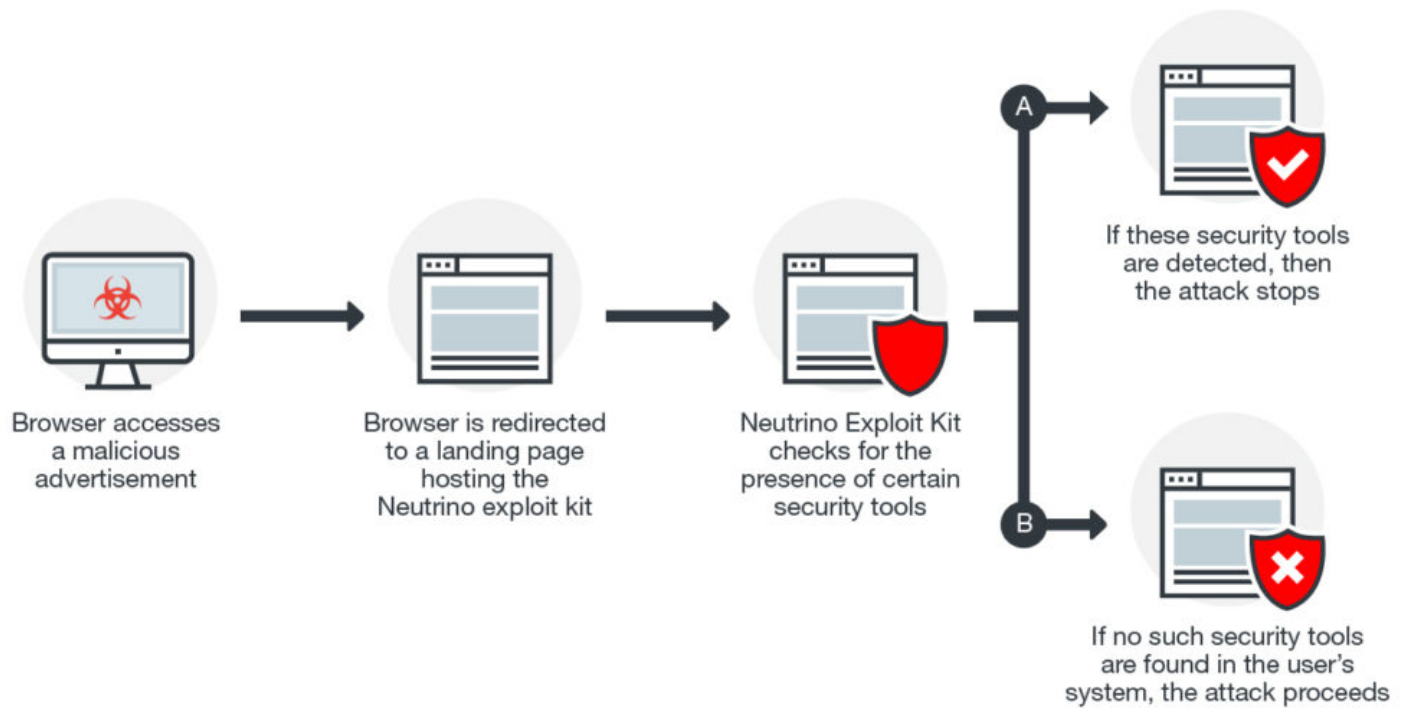 Browser accesses
a malicious
advertisement
Browser is redirected
to a landing page
hosting the
Neutrino exploit kit
Neutrino Exploit Kit
checks for the
presence of certain
security tools
A
If these security tools
are detected, then
the attack stops
B
If no such security tools
are found in the user's
system, the attack proceeds